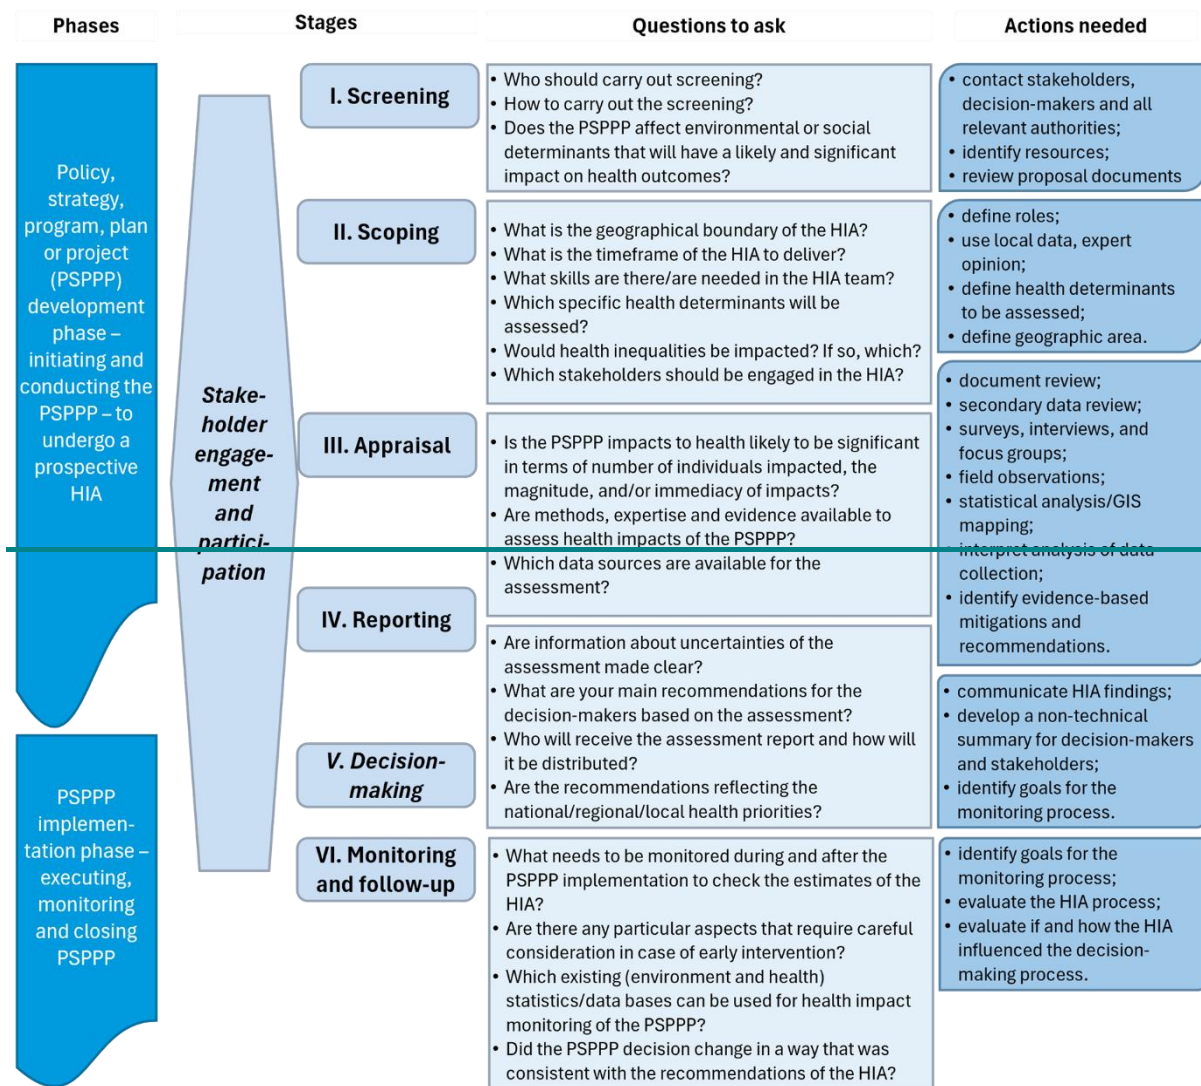 Phases
Stages
Questions to ask
Actions needed
Policy,
strategy,
program, plan
or project
(PSPPP)
development
phase –
initiating and
conducting the
PSPPP – to
undergo a
prospective
HIA
PSPPP
implemen-
tation phase –
executing,
monitoring
and closing
PSPPP
Stake-
holder
engage-
ment
and
partici-
pation
I. Screening
• Who should carry out screening?
• How to carry out the screening?
• Does the PSPPP affect environmental or social
determinants that will have a likely and significant
impact on health outcomes?
• contact stakeholders,
decision-makers and all
relevant authorities;
• identify resources;
• review proposal documents
II. Scoping
• What is the geographical boundary of the HIA?
• What is the timeframe of the HIA to deliver?
• What skills are there/are needed in the HIA team?
• Which specific health determinants will be
assessed?
• Would health inequalities be impacted? If so, which?
• Which stakeholders should be engaged in the HIA?
• define roles;
• use local data, expert
opinion;
• define health determinants
to be assessed;
• define geographic area.
III. Appraisal
• Is the PSPPP impacts to health likely to be significant
in terms of number of individuals impacted, the
magnitude, and/or immediacy of impacts?
• Are methods, expertise and evidence available to
assess health impacts of the PSPPP?
• Which data sources are available for the
assessment?
• document review;
• secondary data review;
• surveys, interviews, and
focus groups;
• field observations;
• statistical analysis/GIS
mapping;
• interpret analysis of data
collection;
• identify evidence-based
mitigations and
recommendations.
IV. Reporting
• Are information about uncertainties of the
assessment made clear?
• What are your main recommendations for the
decision-makers based on the assessment?
• Who will receive the assessment report and how will
it be distributed?
• Are the recommendations reflecting the
national/regional/local health priorities?
• communicate HIA findings;
• develop a non-technical
summary for decision-makers
and stakeholders;
• identify goals for the
monitoring process.
V. Decision-
making
VI. Monitoring
and follow-up
• What needs to be monitored during and after the
PSPPP implementation to check the estimates of the
HIA?
• Are there any particular aspects that require careful
consideration in case of early intervention?
• Which existing (environment and health)
statistics/data bases can be used for health impact
monitoring of the PSPPP?
• Did the PSPPP decision change in a way that was
consistent with the recommendations of the HIA?
• identify goals for the
monitoring process;
• evaluate the HIA process;
• evaluate if and how the HIA
influenced the decision-
making process.